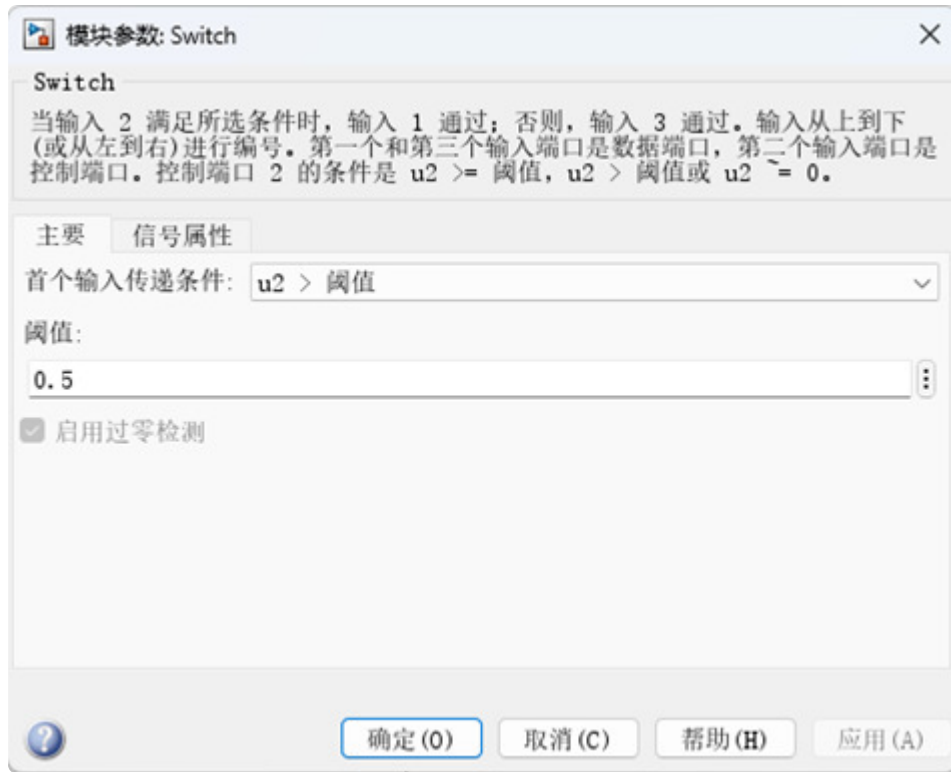 模块参数: Switch
Switch
当输入 2 满足所选条件时, 输入 1 通过; 否则, 输入 3 通过。输入从上到下
(或从左到右)进行编号。第一个和第三个输入端口是数据端口, 第二个输入端口是
控制端口。控制端口 2 的条件是 u2 >= 阈值, u2 > 阈值或 u2 ~= 0。
主要 信号属性
首个输入传递条件: u2 > 阈值
阈值:
0.5
启用过零检测
确定(O) 取消(C) 帮助(H) 应用(A)